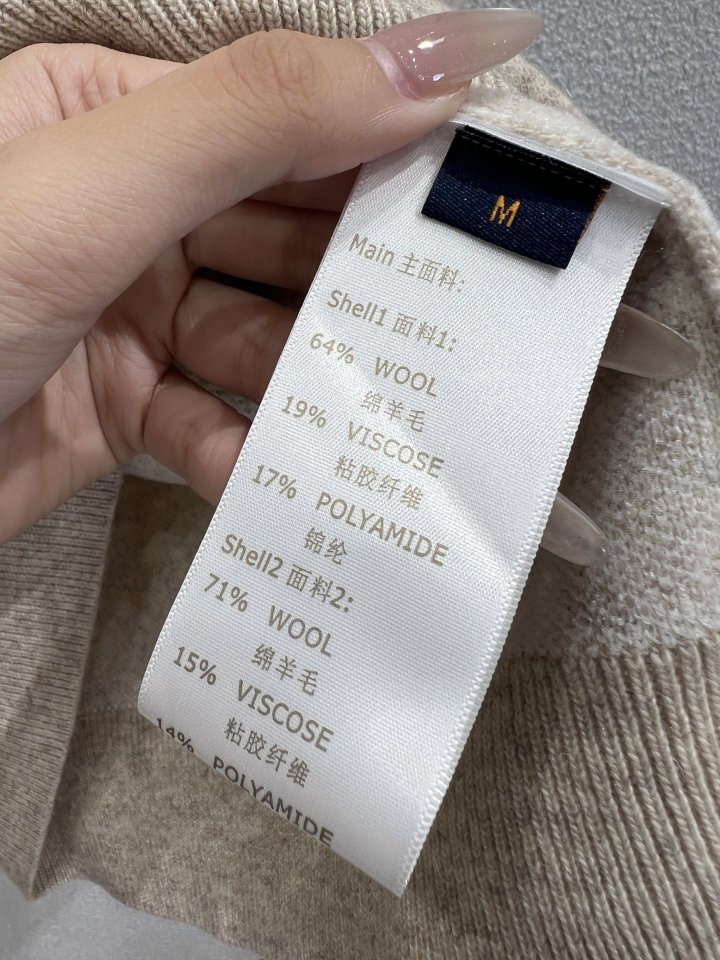 M
Main 主面料:
Shell1 面料1:
64% WOOL
绵羊毛
19% VISCOSE
粘胶纤维
17% POLYAMIDE
锦纶
Shell2 面料2:
71% WOOL
绵羊毛
15% VISCOSE
粘胶纤维
14% POLYAMIDE